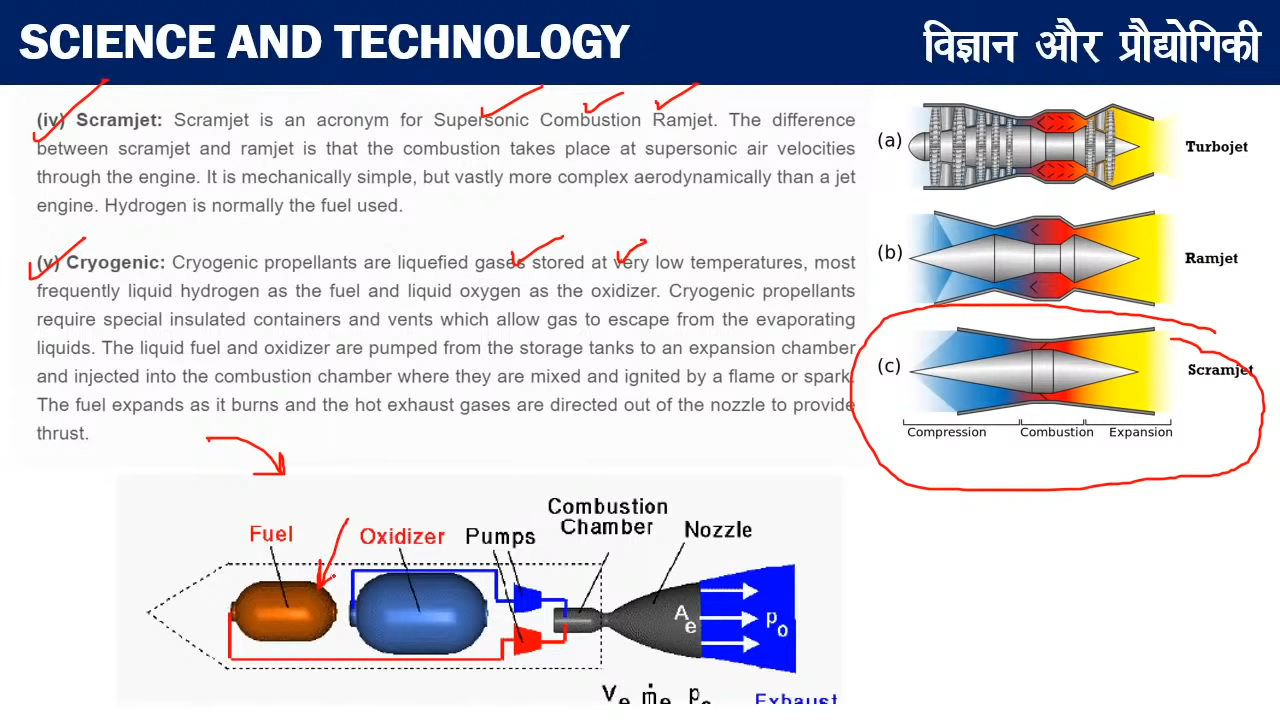 SCIENCE AND TECHNOLOGY
विज्ञान और प्रौद्योगिकी
(iv) Scramjet: Scramjet is an acronym for Supersonic Combustion Ramjet. The difference
between scramjet and ramjet is that the combustion takes place at supersonic air velocities
through the engine. It is mechanically simple, but vastly more complex aerodynamically than a jet
engine. Hydrogen is normally the fuel used.
(v) Cryogenic: Cryogenic propellants are liquefied gases stored at very low temperatures, most
frequently liquid hydrogen as the fuel and liquid oxygen as the oxidizer. Cryogenic propellants
require special insulated containers and vents which allow gas to escape from the evaporating
liquids. The liquid fuel and oxidizer are pumped from the storage tanks to an expansion chamber
and injected into the combustion chamber where they are mixed and ignited by a flame or spark.
The fuel expands as it burns and the hot exhaust gases are directed out of the nozzle to provide
thrust.
(a) Turbojet
(b) Ramjet
(c) Scramjet
Compression Combustion Expansion
Combustion
Chamber
Nozzle
Fuel Oxidizer Pumps
A e
p o
V e ṁ e p e
Exhaust